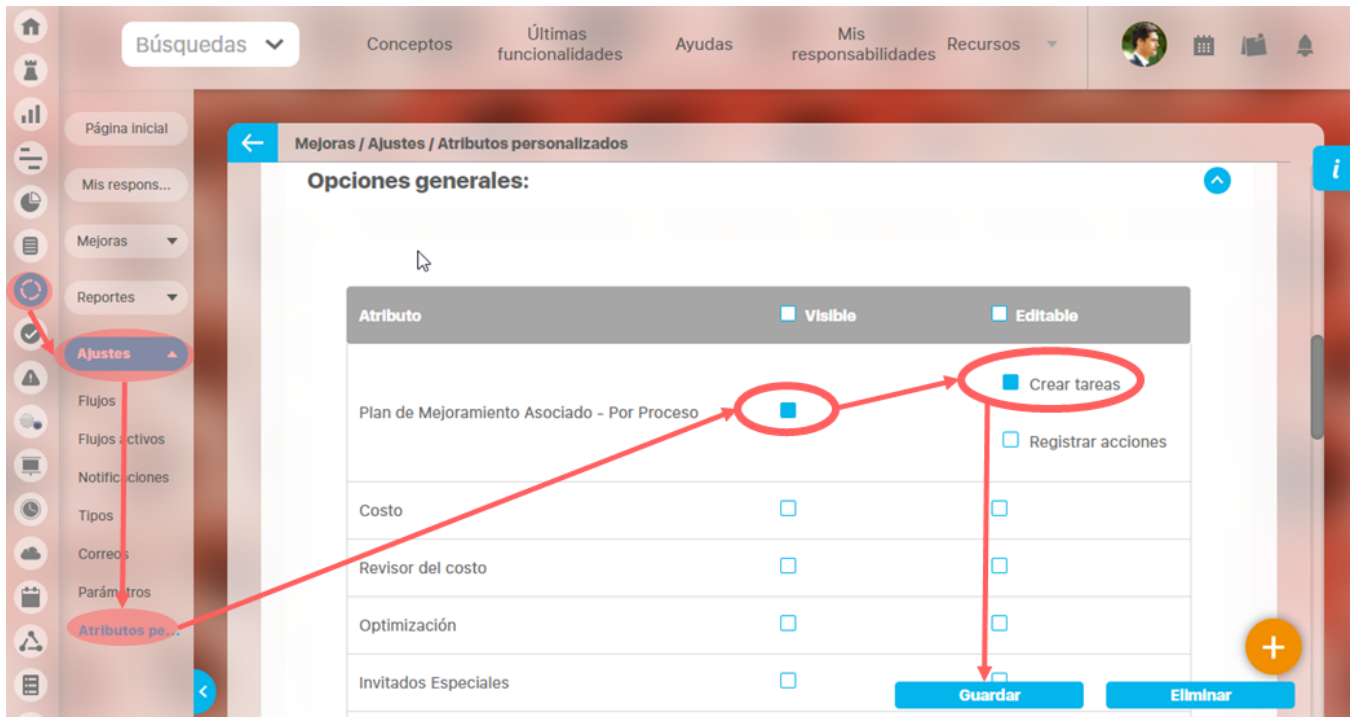 Búsquedas
Conceptos
Últimas
funcionalidades
Ayudas
Mis
responsabilidades
Recursos
Página inicial
Mis respons...
Mejoras
Reportes
Ajustes
Flujos
Flujos activos
Notificaciones
Tipos
Correos
Parámetros
Atributos pe...
Mejoras / Ajustes / Atributos personalizados
i
Opciones generales:
Atributo Visible Editable
Plan de Mejoramiento Asociado - Por Proceso
Crear tareas
Registrar acciones
Costo
Revisor del costo
Optimización
Invitados Especiales
Guardar Eliminar